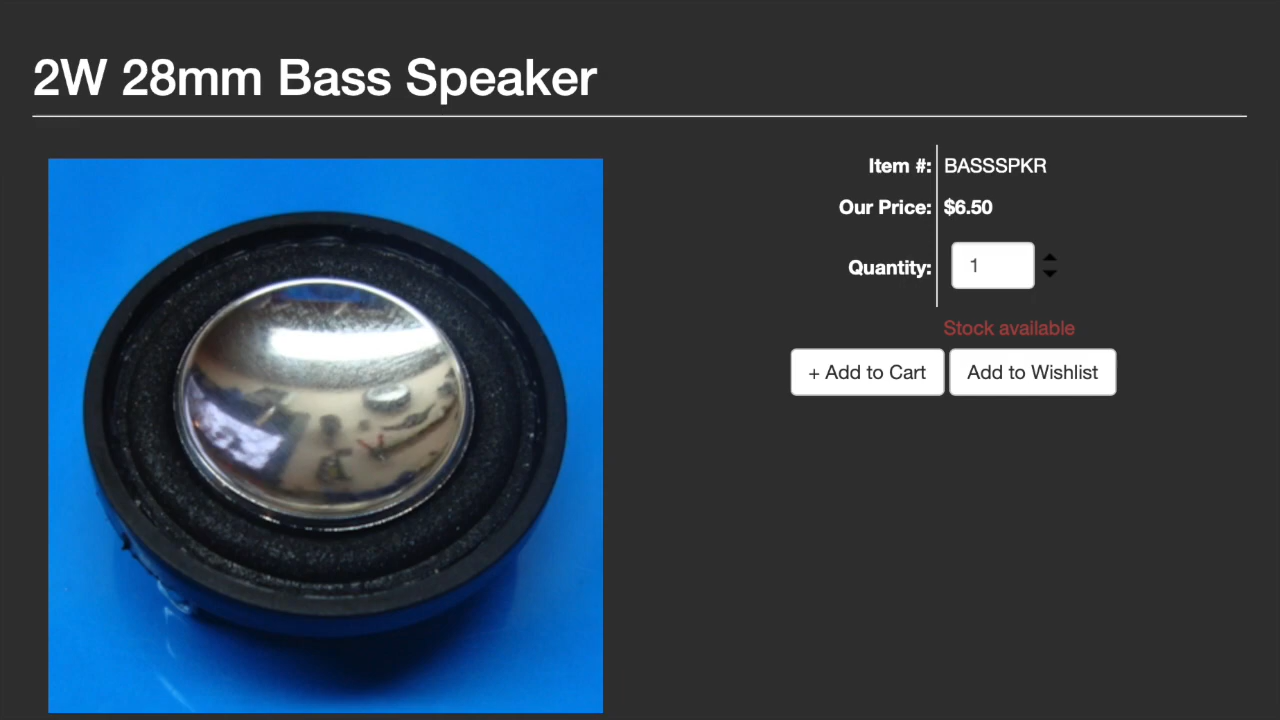 2W 28mm Bass Speaker
Item #: BASSSPKR
Our Price: $6.50
Quantity: 1
Stock available
+ Add to Cart
Add to Wishlist